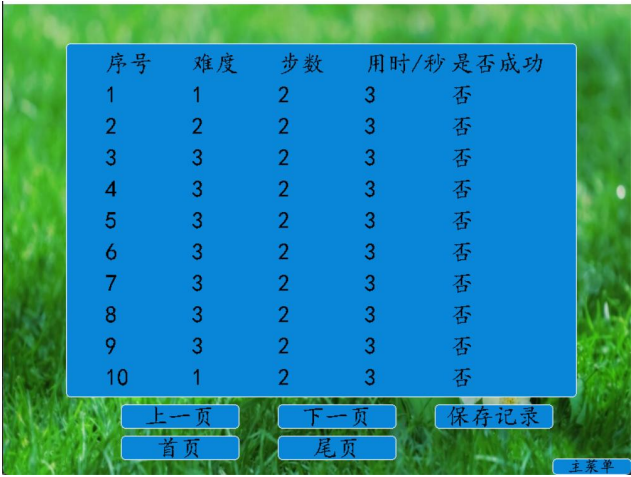 序号 难度 步数 用时/秒 是否成功
1 1 2 3 否
2 2 2 3 否
3 3 2 3 否
4 3 2 3 否
5 3 2 3 否
6 3 2 3 否
7 3 2 3 否
8 3 2 3 否
9 3 2 3 否
10 1 2 3 否
上一页 下一页 保存记录
首页 尾页
主菜单